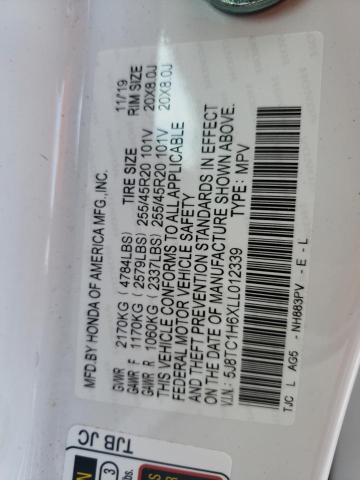 MFD.BY HONDA OF AMERICA MFG.,INC. 11/19
TIRE SIZE RIM SIZE
GVWR 2170KG (4784LBS)
GAWR F 1170KG (2579LBS) 255/45R20 101V 20X8.0J
GAWR R 1060KG (2337LBS) 255/45R20 101V 20X8.0J
THIS VEHICLE CONFORMS TO ALL APPLICABLE
FEDERAL MOTOR VEHICLE SAFETY
AND THEFT PREVENTION STANDARDS IN EFFECT
ON THE DATE OF MANUFACTURE SHOWN ABOVE.
V.I.N.: 5J8TC1H6XLL012339 TYPE: MPV
TJC L AG5 - NH883PV - E - L
TJB JC
3
lbs.